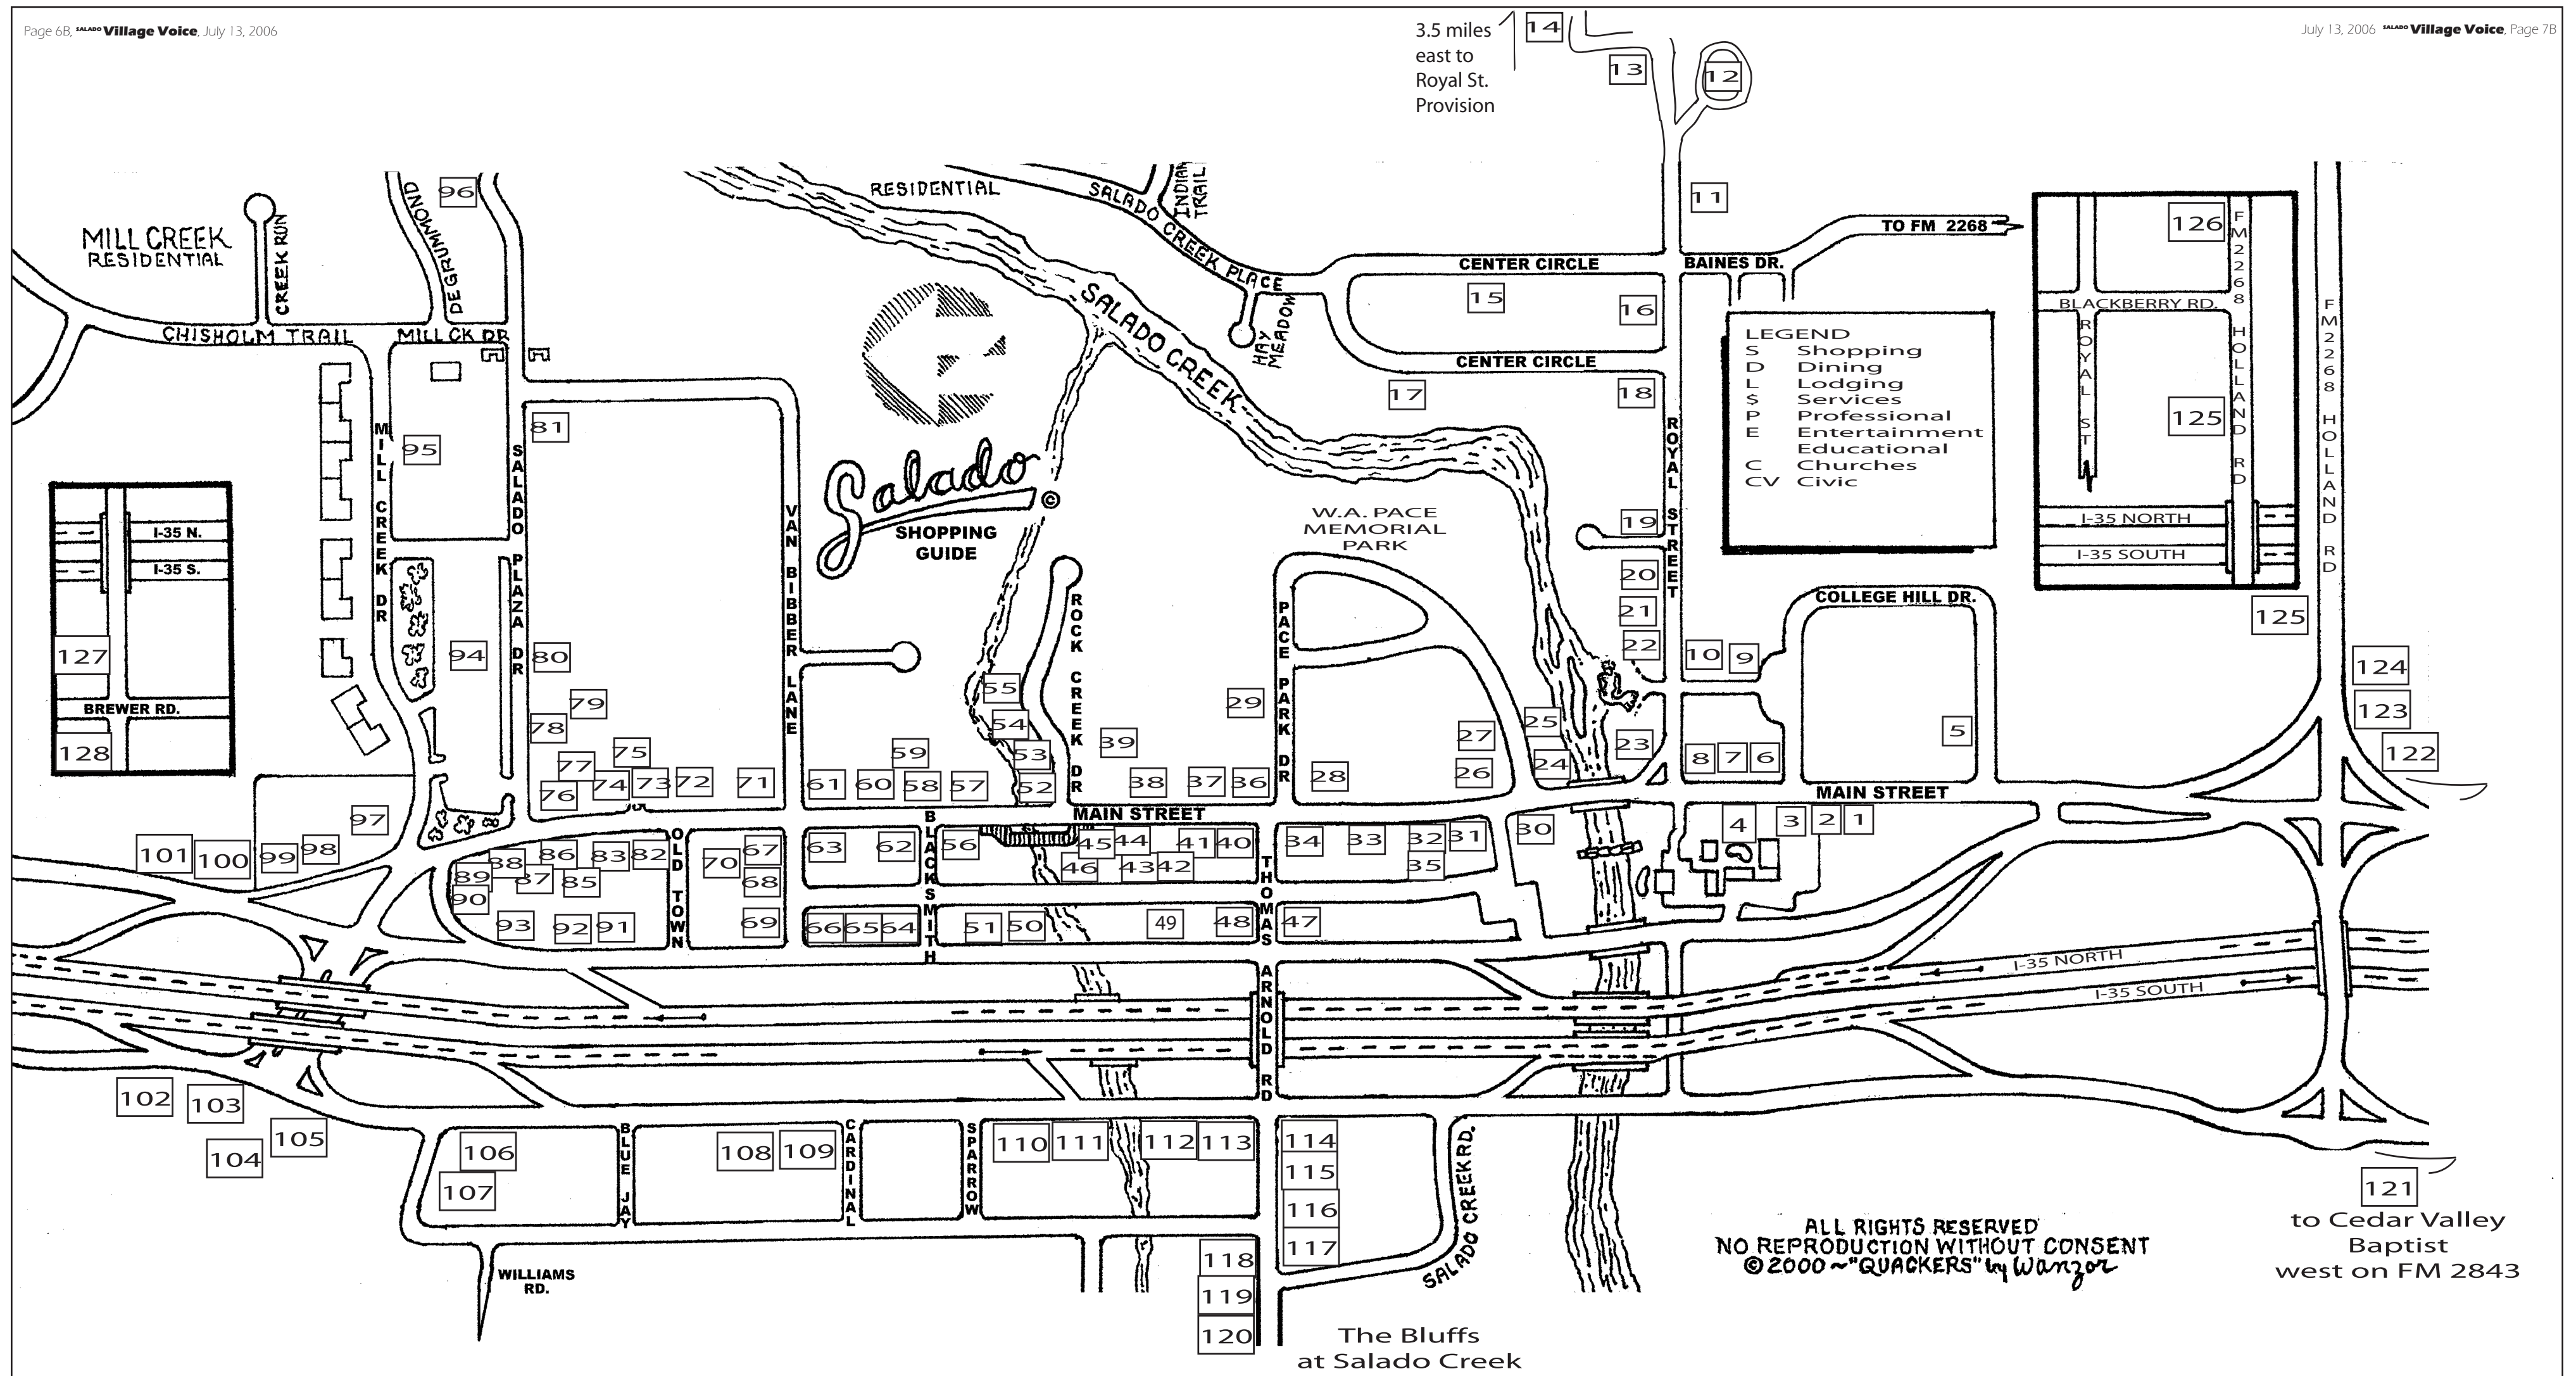 Page 6B, SALADO Village Voice, July 13, 2006
July 13, 2006 SALADO Village Voice, Page 7B
3.5 miles
east to
Royal St.
Provision
14
13
12
11
MILL CREEK
RESIDENTIAL
CREEK RUN
DEGRUMMOND
96
RESIDENTIAL
SALADO CREEK PLACE
INDIAN
TRAIL
HAY
MEADOW
SALADO CREEK
CHISHOLM TRAIL
MILL CK DR
CENTER CIRCLE
BAINES DR.
TO FM 2268
15
16
CENTER CIRCLE
17
18
LEGEND
S Shopping
D Dining
L Lodging
$ Services
P Professional
E Entertainment
Educational
C Churches
CV Civic
126
FM 2268 HOLLAND RD
BLACKBERRY RD.
ROYAL ST
125
I-35 NORTH
I-35 SOUTH
FM 2268 HOLLAND RD
I-35 N.
I-35 S.
127
BREWER RD.
128
MILL CREEK DR
95
SALADO PLAZA DR
81
VAN BIBBER LANE
Salado ©
SHOPPING
GUIDE
W.A. PACE
MEMORIAL
PARK
ROYAL STREET
19
20
21
22
10
9
COLLEGE HILL DR.
125
124
123
122
94
80
79
78
77
75
76
74
73
72
71
ROCK CREEK DR
PACE PARK DR
55
54
53
52
59
61
60
58
57
39
38
37
36
29
28
27
26
25
24
23
8
7
6
5
MAIN STREET
MAIN STREET
97
101
100
99
98
88
86
83
82
89
87
85
90
93
92
91
OLD TOWN
70
67
68
69
63
62
BLACKSMITH
56
66
65
64
51
50
45
44
41
40
46
43
42
49
48
THOMAS ARNOLD RD
34
33
32
31
35
47
30
4
3
2
1
I-35 NORTH
I-35 SOUTH
102
103
104
105
106
107
BLUE JAY
108
109
CARDINAL
SPARROW
110
111
112
113
114
115
116
117
118
119
120
SALADO CREEK RD.
WILLIAMS
RD.
The Bluffs
at Salado Creek
ALL RIGHTS RESERVED
NO REPRODUCTION WITHOUT CONSENT
© 2000 ~ "QUACKERS" by Wanzor
121
to Cedar Valley
Baptist
west on FM 2843